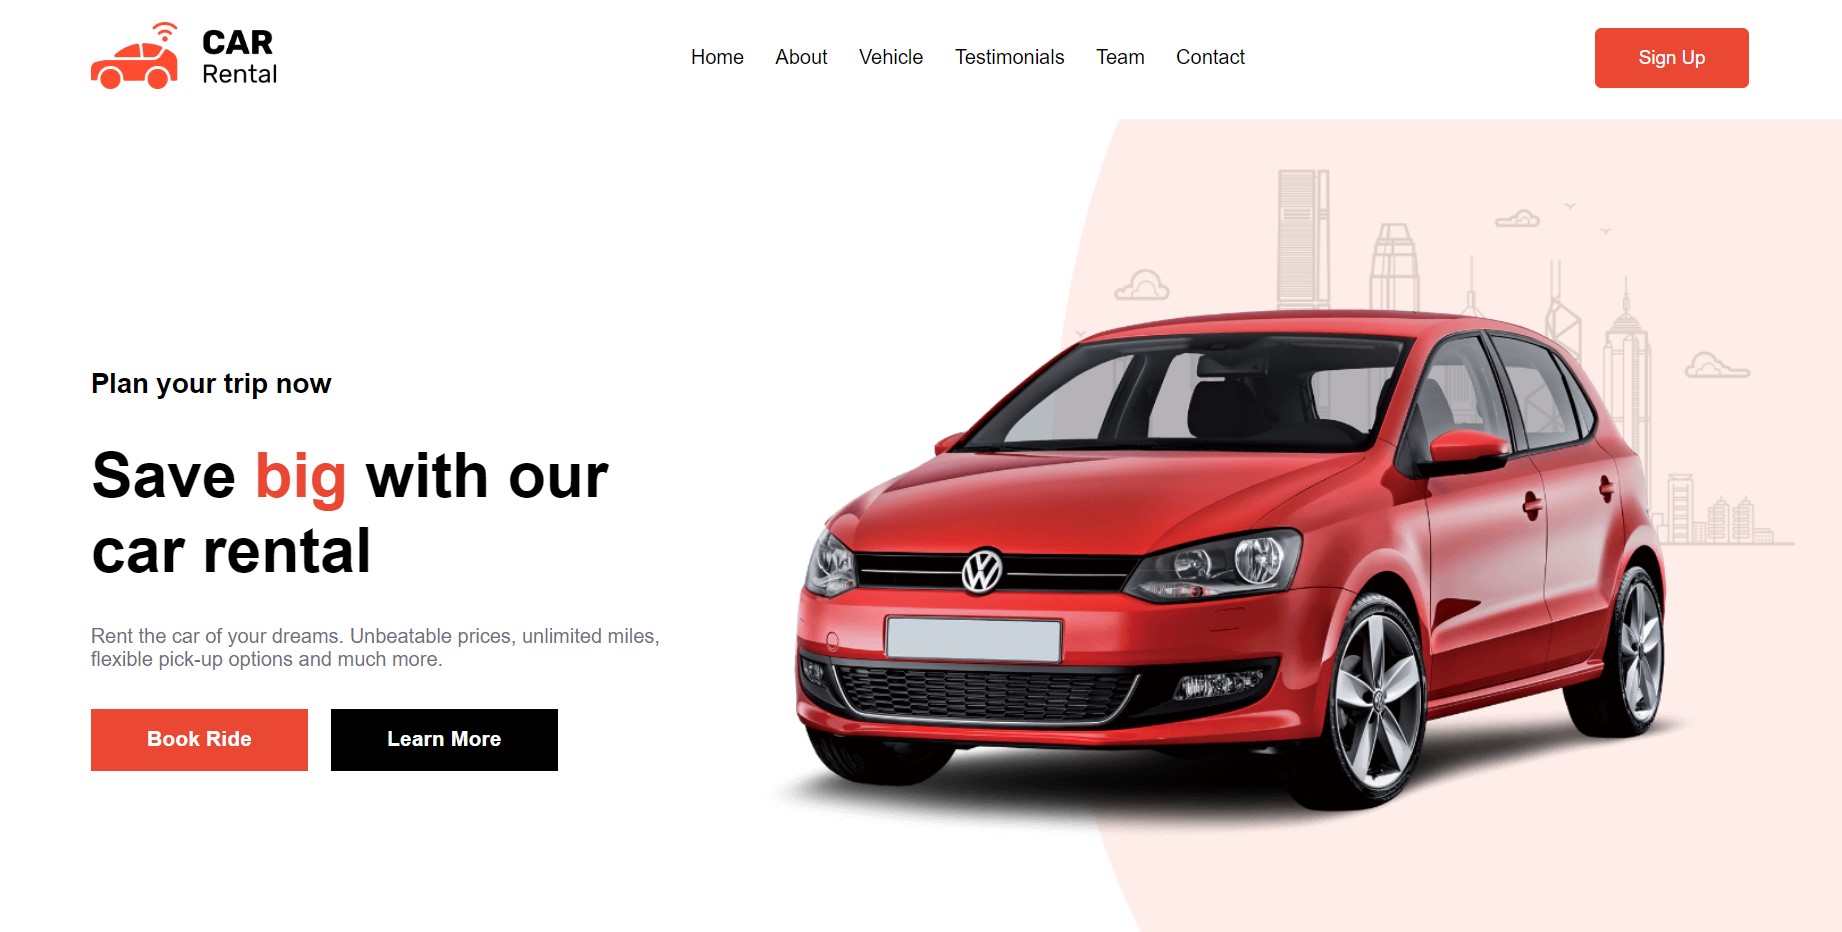 CAR
Rental
Home About Vehicle Testimonials Team Contact
Sign Up
Plan your trip now
Save big with our
car rental
Rent the car of your dreams. Unbeatable prices, unlimited miles,
flexible pick-up options and much more.
Book Ride Learn More